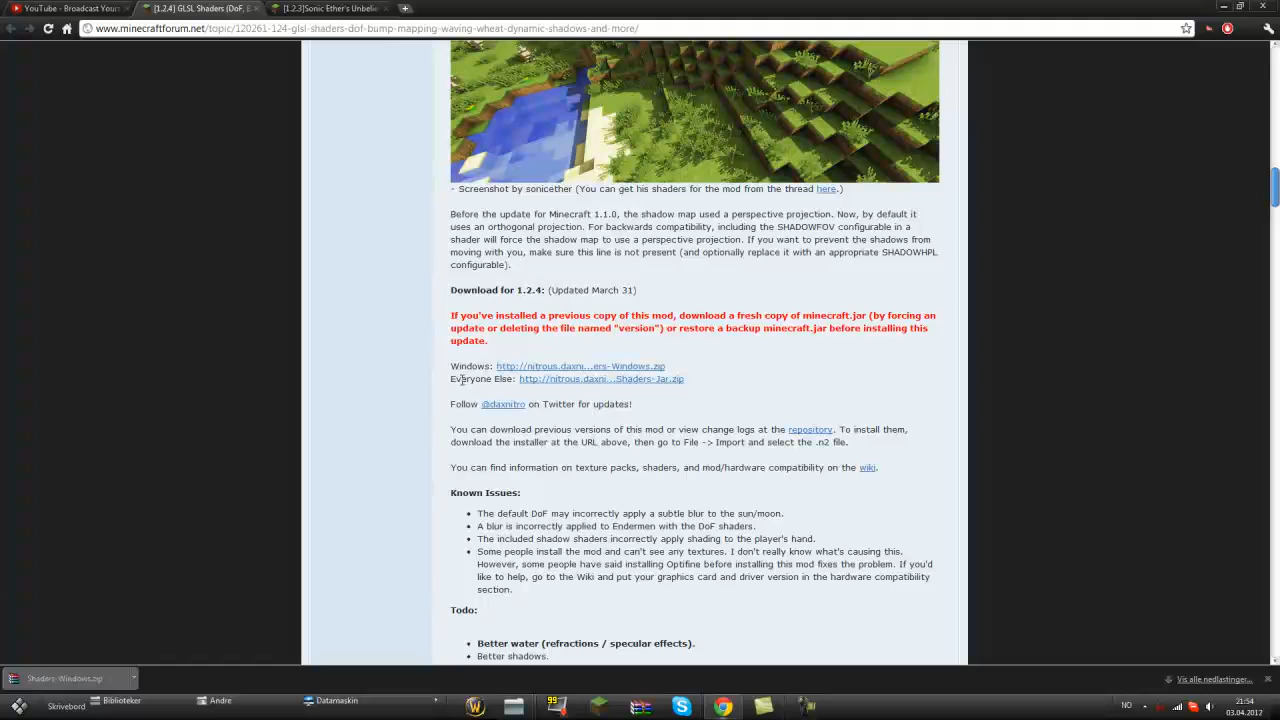 YouTube - Broadcast You
[1.2.4] GLSL Shaders (DoF, E
[1.2.3]Sonic Ether's Unbelie
www.minecraftforum.net/topic/120261-124-glsl-shaders-dof-bump-mapping-waving-wheat-dynamic-shadows-and-more/
- Screenshot by sonicether (You can get his shaders for the mod from the thread here.)
Before the update for Minecraft 1.1.0, the shadow map used a perspective projection. Now, by default it
uses an orthogonal projection. For backwards compatibility, including the SHADOWFOV configurable in a
shader will force the shadow map to use a perspective projection. If you want to prevent the shadows from
moving with you, make sure this line is not present (and optionally replace it with an appropriate SHADOWHPL
configurable).
Download for 1.2.4: (Updated March 31)
If you've installed a previous copy of this mod, download a fresh copy of minecraft.jar (by forcing an
update or deleting the file named "version") or restore a backup minecraft.jar before installing this
update.
Windows: http://nitrous.daxni...ers-Windows.zip
Everyone Else: http://nitrous.daxni...Shaders-Jar.zip
Follow @daxnitro on Twitter for updates!
You can download previous versions of this mod or view change logs at the repository. To install them,
download the installer at the URL above, then go to File -> Import and select the .n2 file.
You can find information on texture packs, shaders, and mod/hardware compatibility on the wiki.
Known Issues:
• The default DoF may incorrectly apply a subtle blur to the sun/moon.
• A blur is incorrectly applied to Endermen with the DoF shaders.
• The included shadow shaders incorrectly apply shading to the player's hand.
• Some people install the mod and can't see any textures. I don't really know what's causing this.
However, some people have said installing Optifine before installing this mod fixes the problem. If you'd
like to help, go to the Wiki and put your graphics card and driver version in the hardware compatibility
section.
Todo:
• Better water (refractions / specular effects).
• Better shadows.
Shaders-Windows.zip
Vis alle nedlastinger...
Skrivebord
Biblioteker
Andre
Datamaskin
99
NO
21:54
03.04.2012